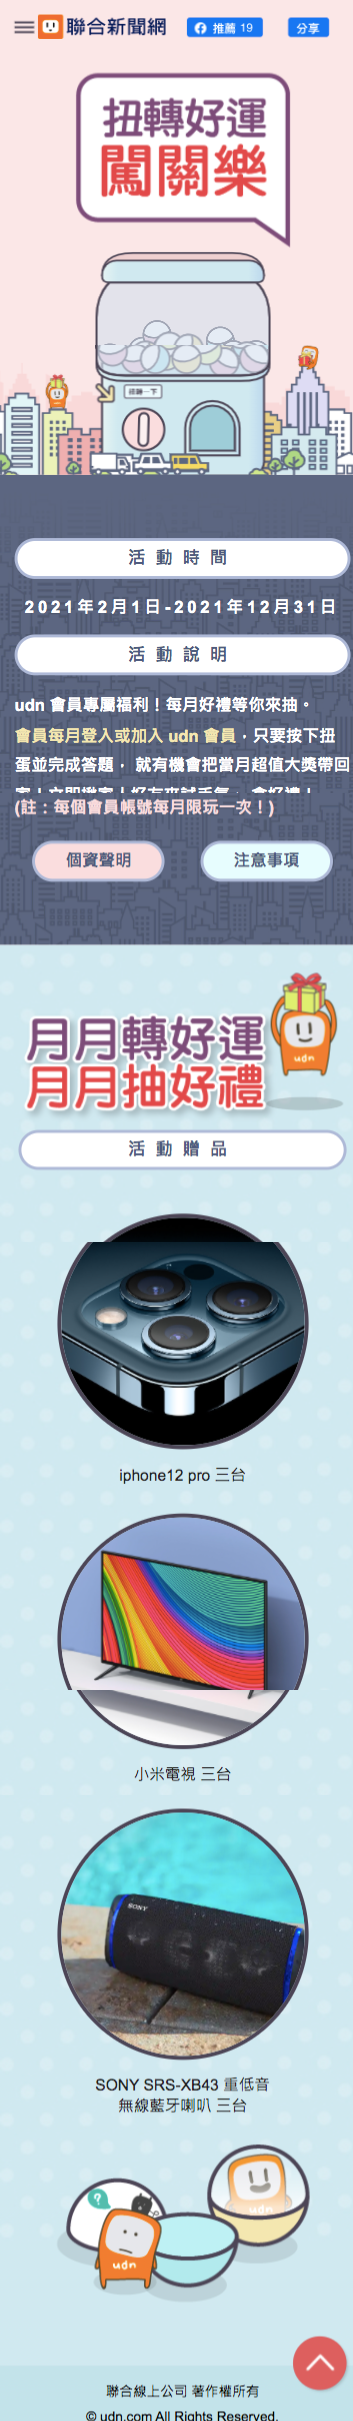 聯合新聞網
推薦 19
分享
扭轉好運
闖關樂
扭轉一下
活動時間
2021年2月1日-2021年12月31日
活動說明
udn 會員專屬福利！每月好禮等你來抽。
會員每月登入或加入 udn 會員，只要按下扭
蛋並完成答題， 就有機會把當月超值大獎帶回
(註：每個會員帳號每月限玩一次！)
個資聲明
注意事項
月月轉好運
月月抽好禮
udn
活動贈品
iphone12 pro 三台
小米電視 三台
SONY
SONY SRS-XB43 重低音
無線藍牙喇叭 三台
?
udn
udn
聯合線上公司 著作權所有
© udn.com All Rights Reserved.